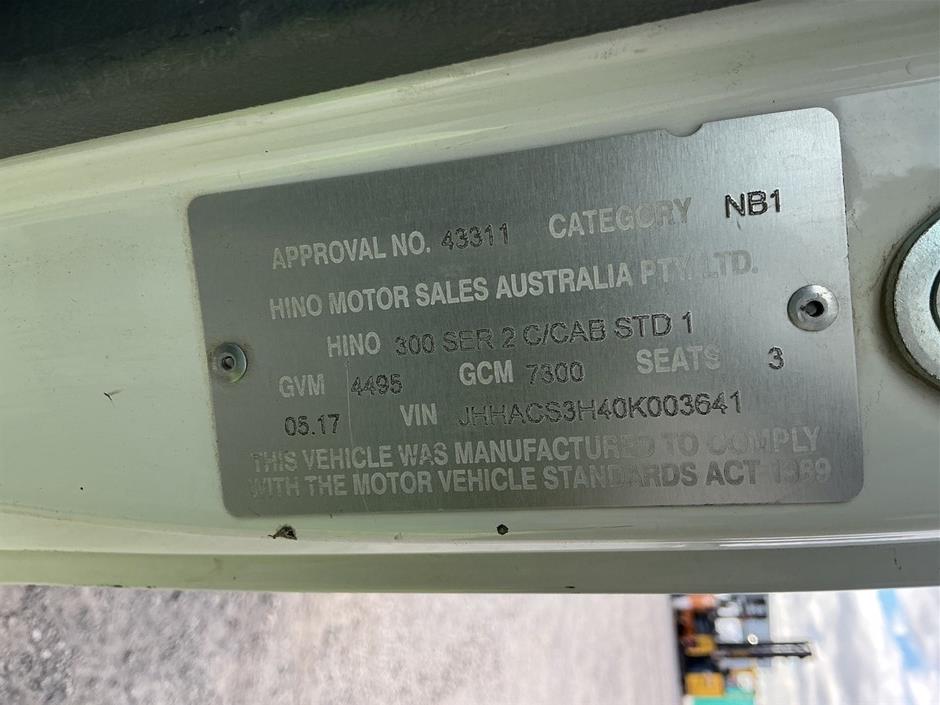 APPROVAL NO. 43311 CATEGORY NB1
HINO MOTOR SALES AUSTRALIA PTY. LTD.
HINO 300 SER 2 C/CAB STD 1
GVM 4495 GCM 7300 SEATS 3
05.17 VIN JHHACS3H40K003641
THIS VEHICLE WAS MANUFACTURED TO COMPLY
WITH THE MOTOR VEHICLE STANDARDS ACT 1989